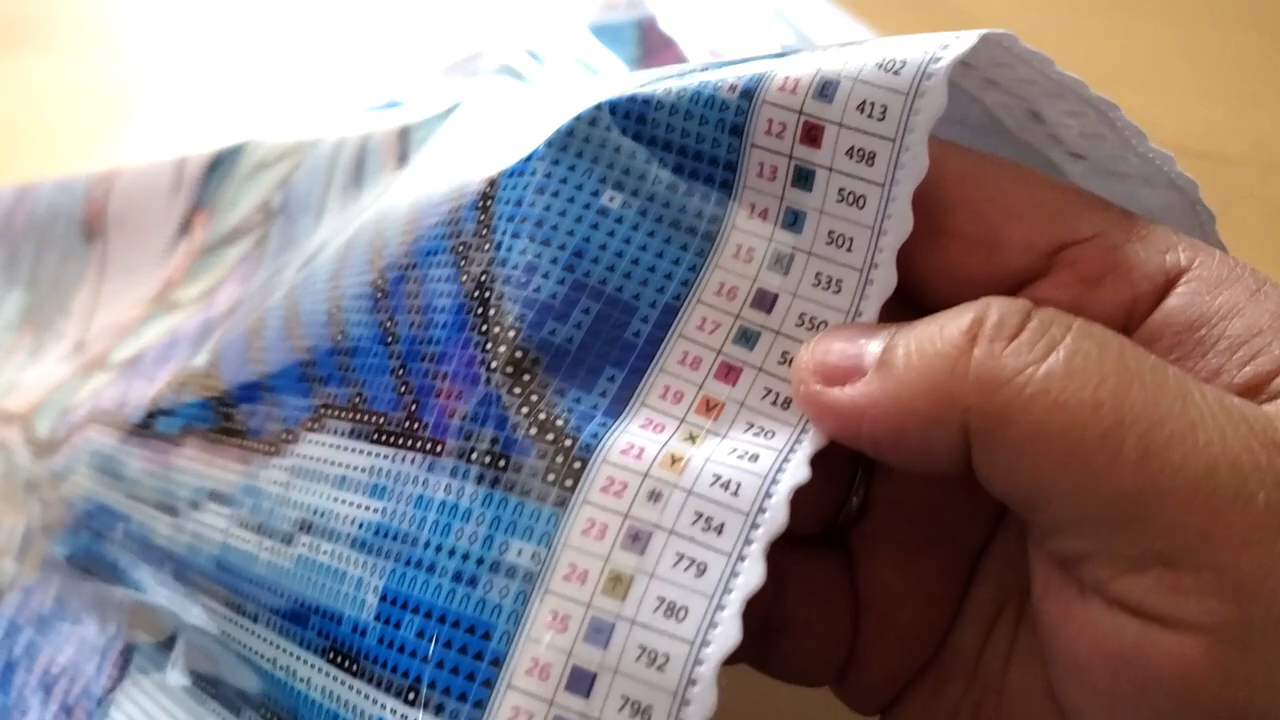 402
11 E 413
12 G 498
13 H 500
14 J 501
15 K 535
16 550
17 N
18 T 718
19 V 720
20 X 728
21 Y 741
22 # 754
23 + 779
24 ↑ 780
25 - 792
26 796
27